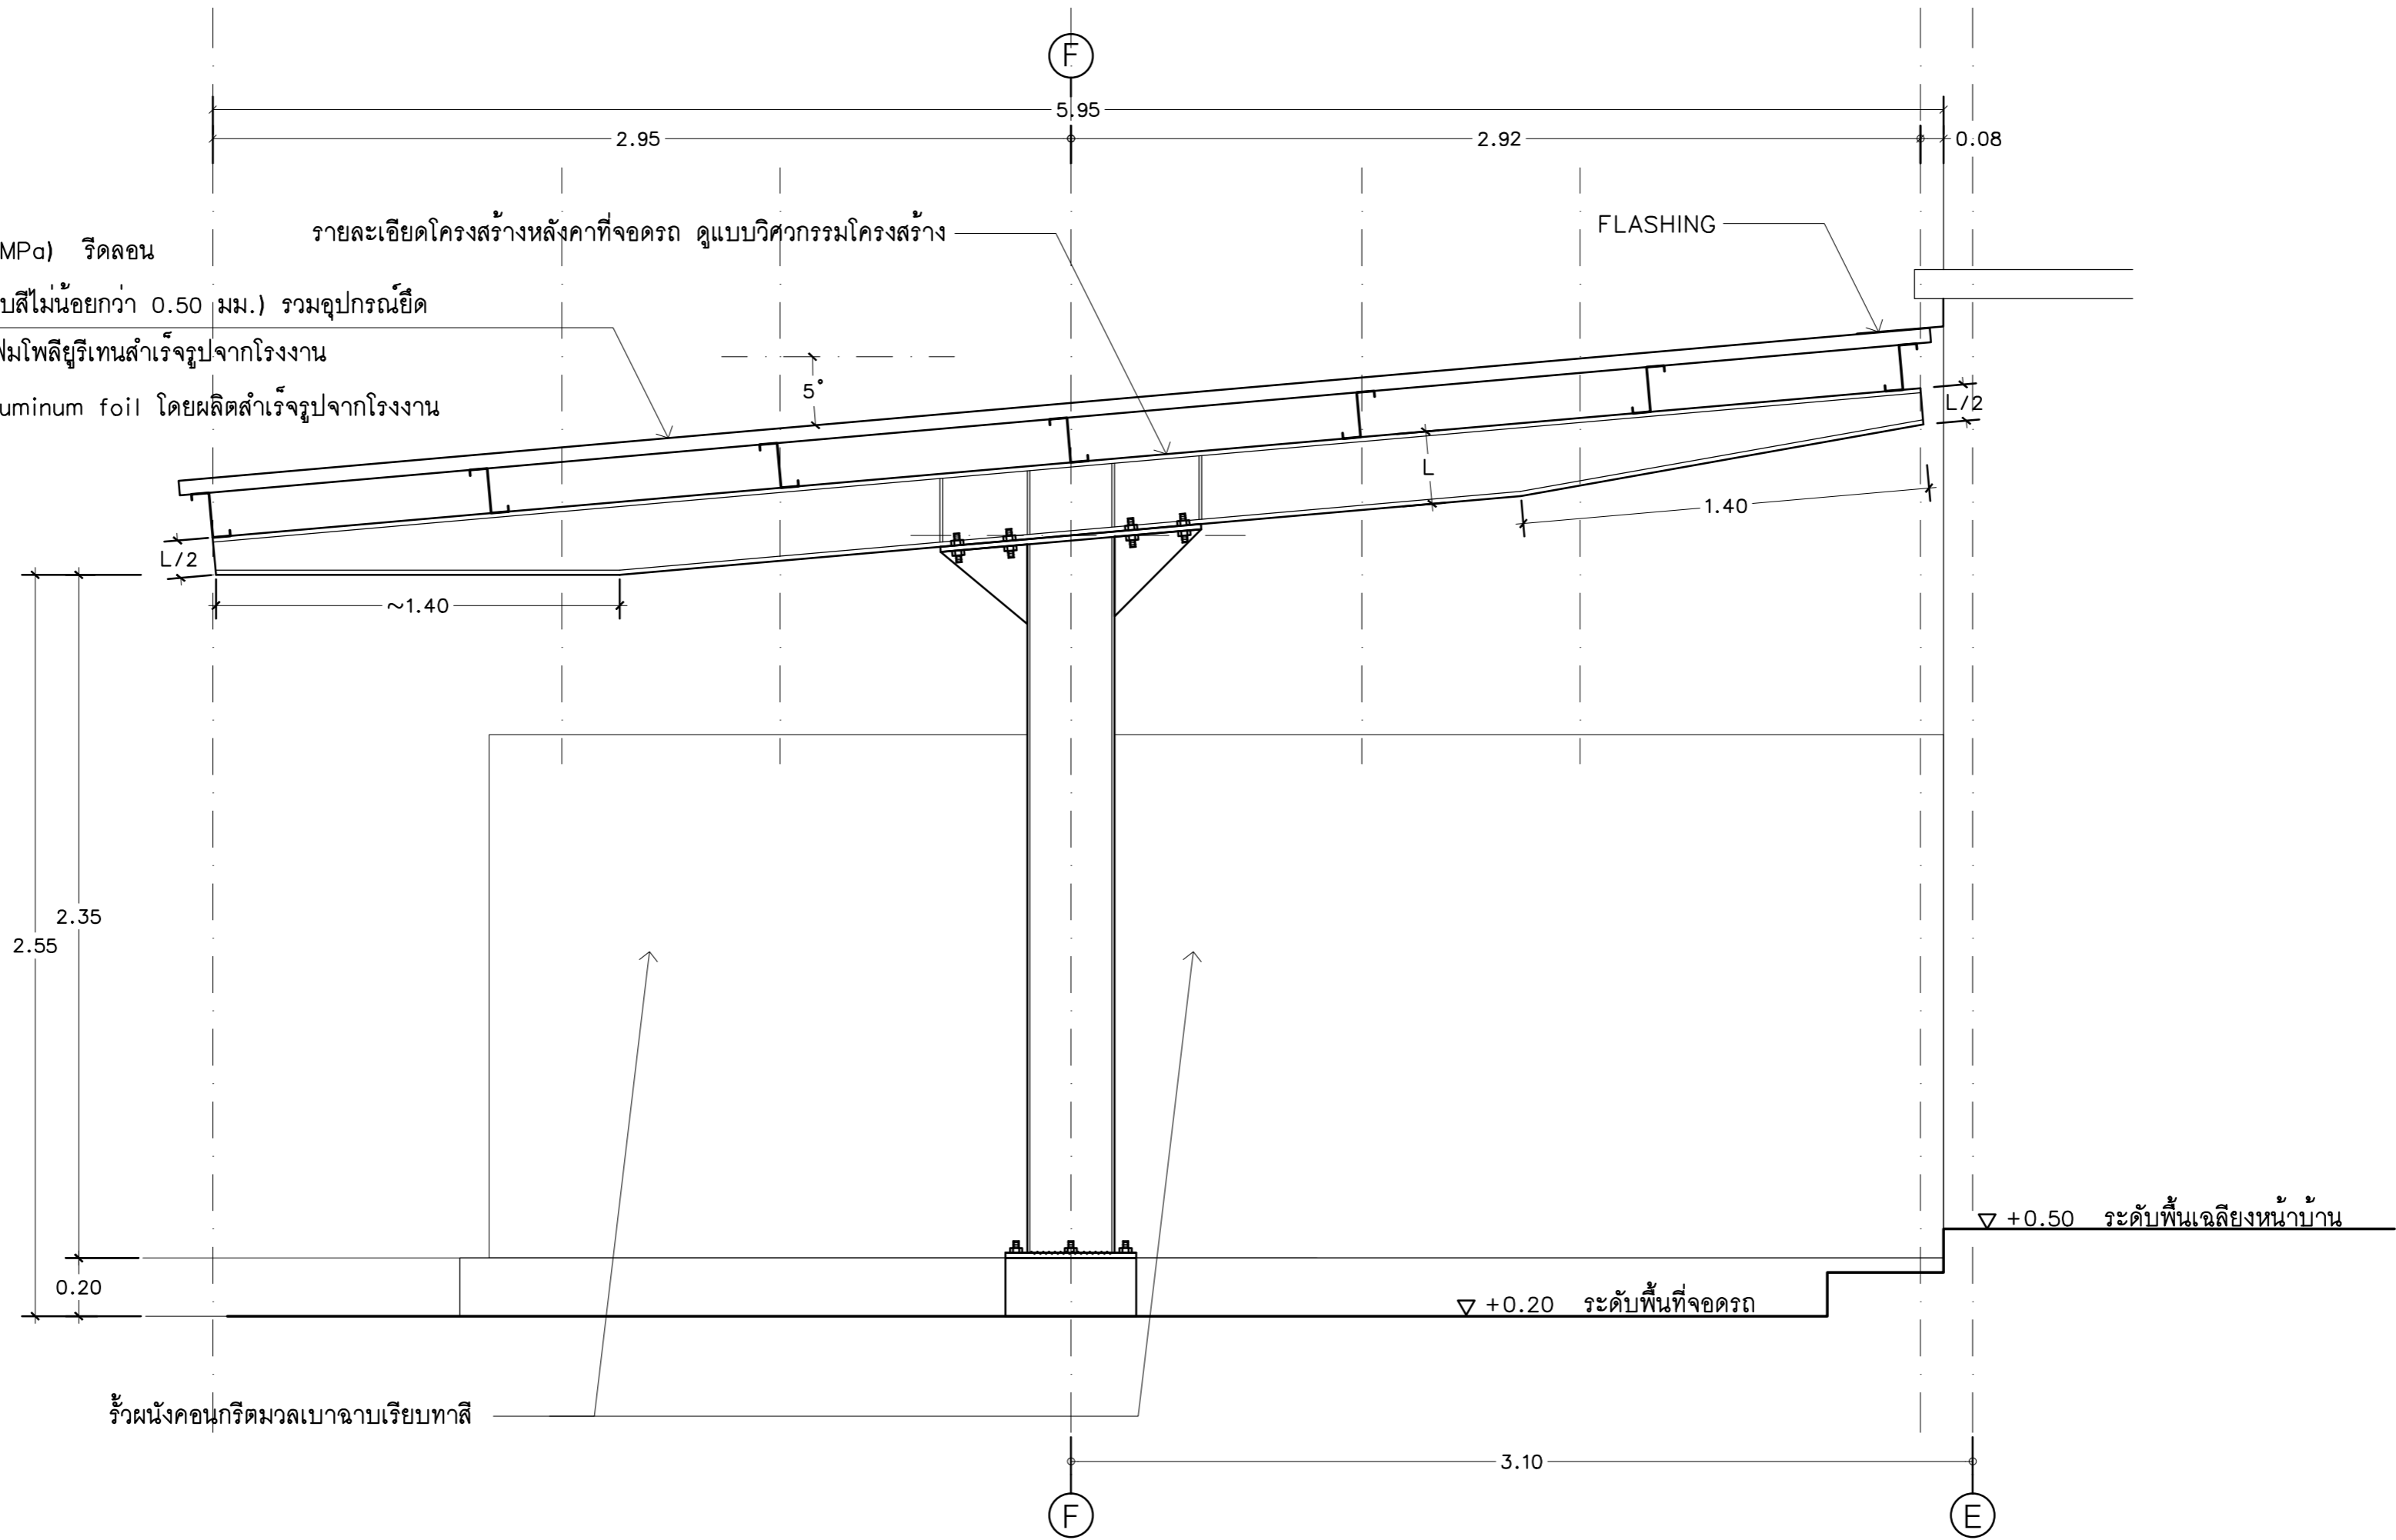 F
5.95
2.95
2.92
0.08
รายละเอียดโครงสร้างหลังคาที่จอดรถ ดูแบบวิศวกรรมโครงสร้าง
FLASHING
MPa) รีดลอน
บสีไม่น้อยกว่า 0.50 มม.) รวมอุปกรณ์ยึด
ฟมโพลียูรีเทนสำเร็จรูปจากโรงงาน
uminum foil โดยผลิตสำเร็จรูปจากโรงงาน
5°
L/2
L
1.40
L/2
~1.40
2.35
2.55
0.20
+0.50 ระดับพื้นเฉลียงหน้าบ้าน
+0.20 ระดับพื้นที่จอดรถ
รั้วผนังคอนกรีตมวลเบาฉาบเรียบทาสี
3.10
F
E